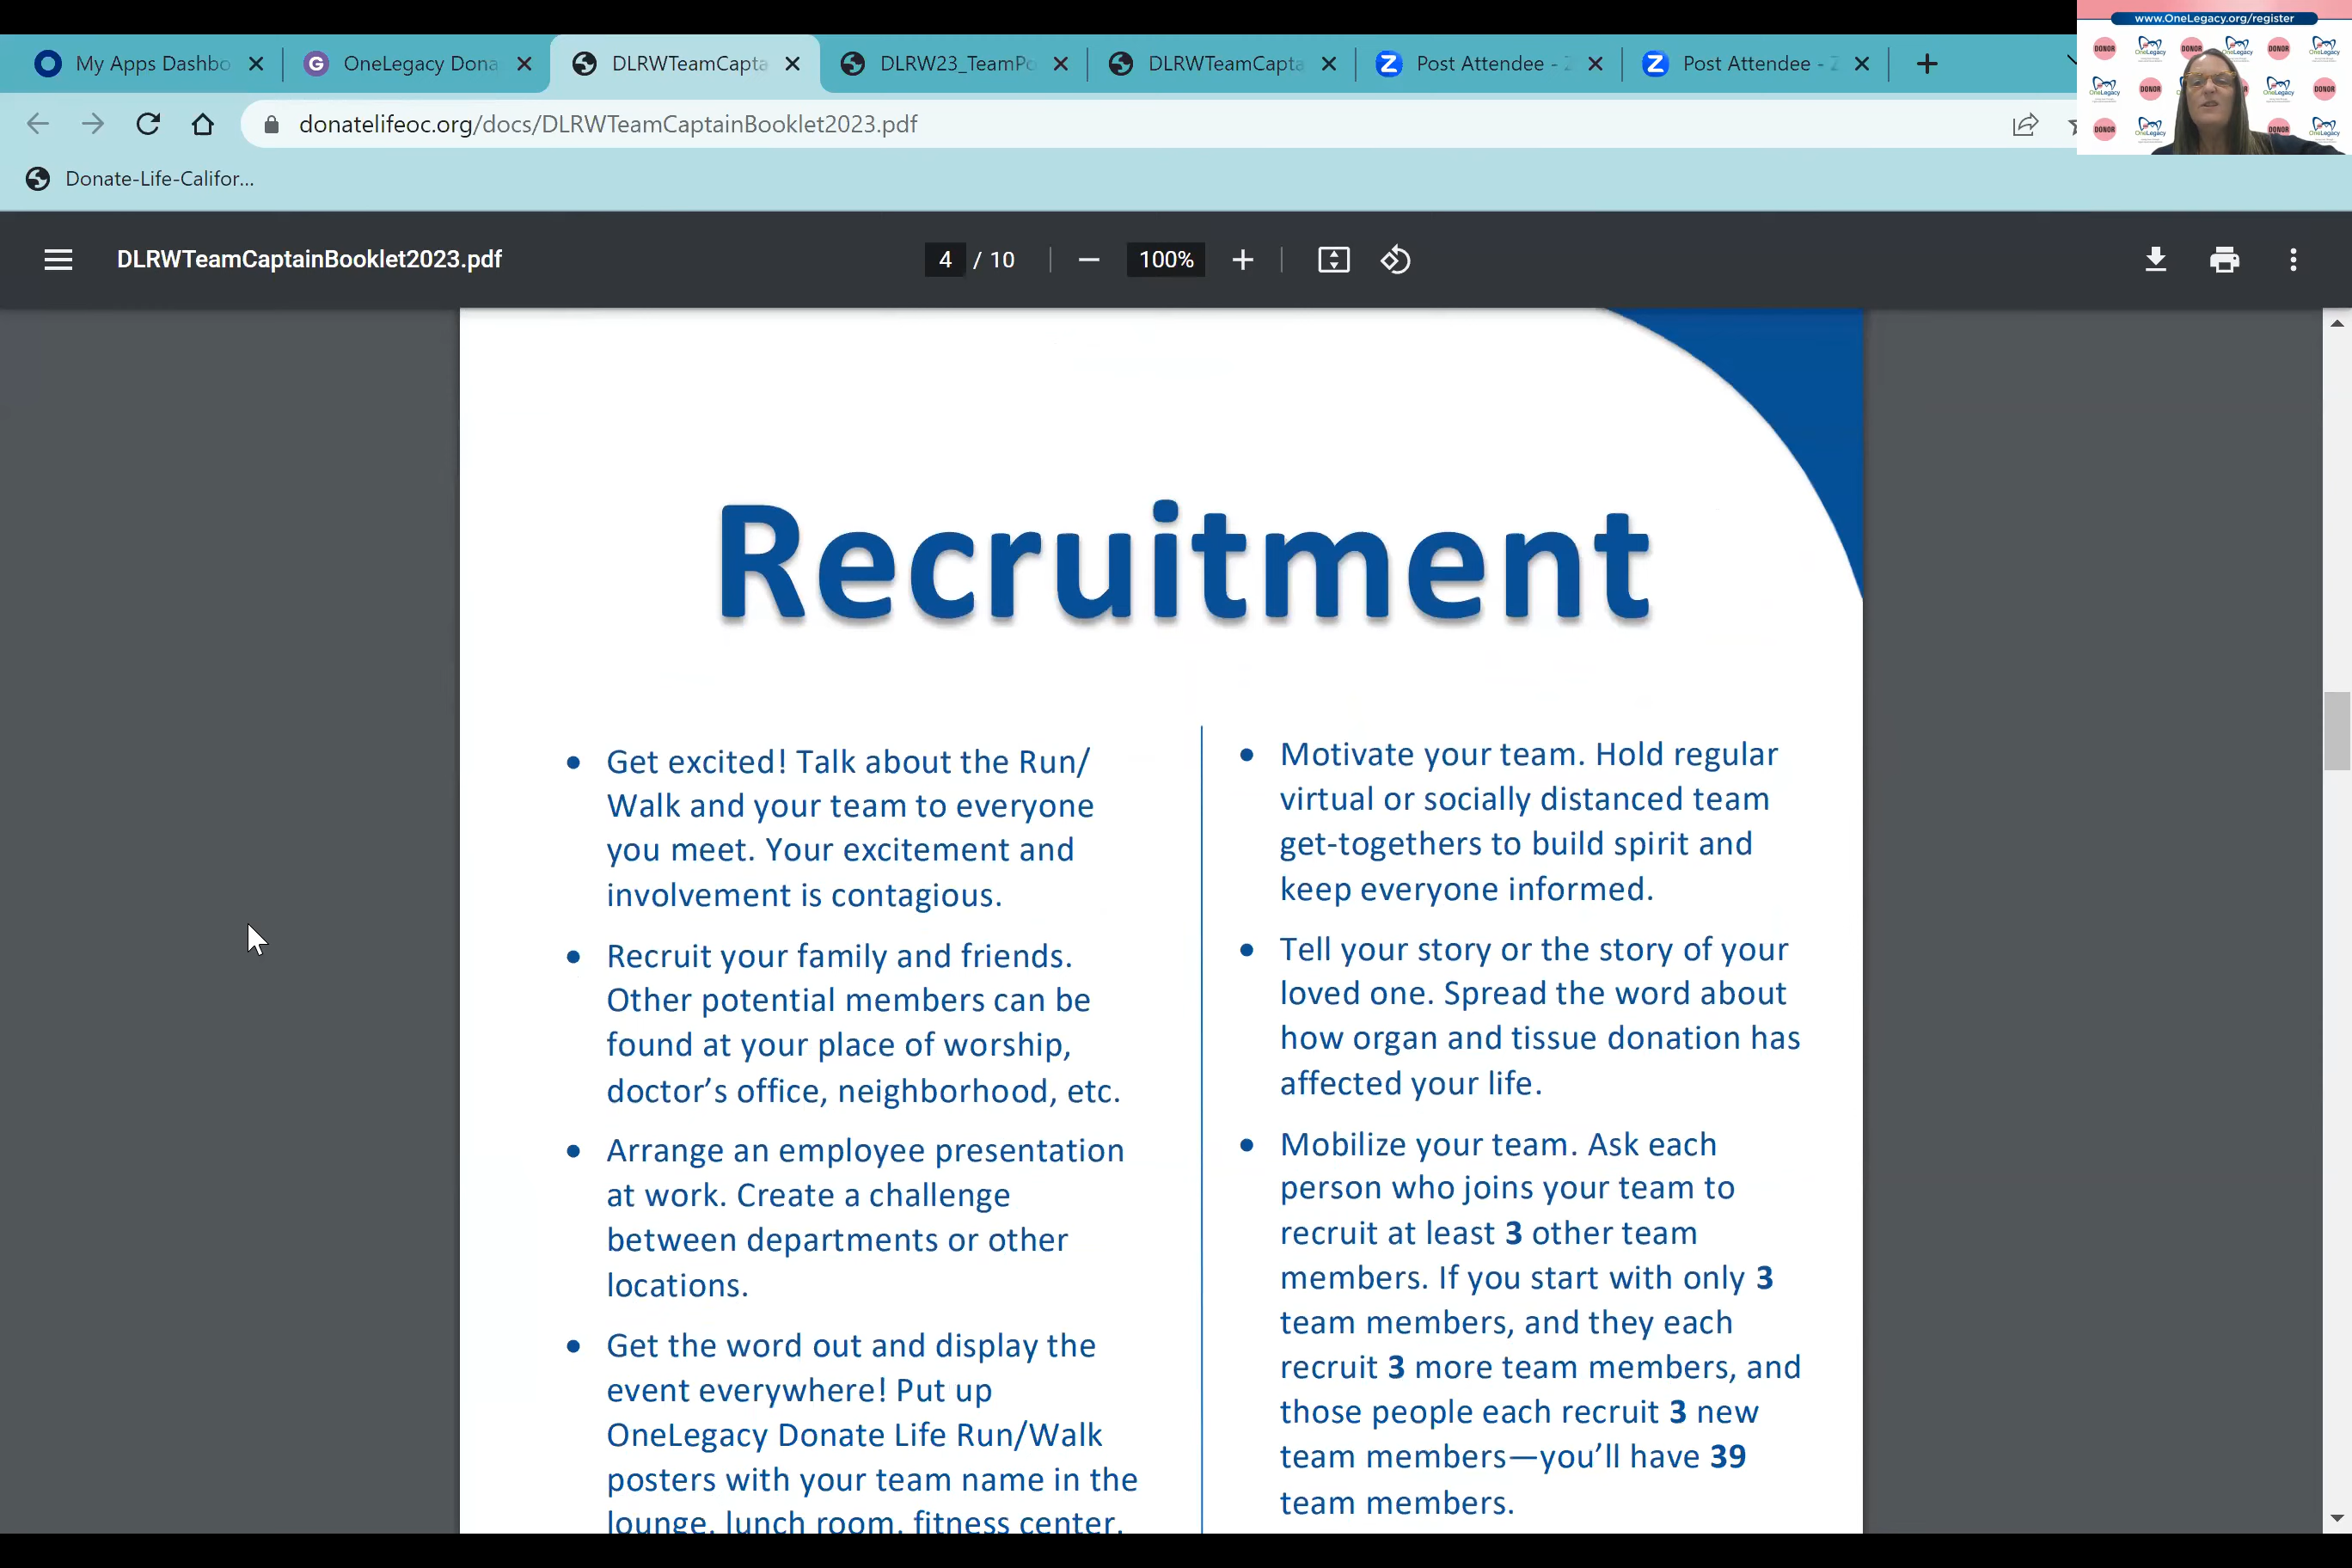 www.OneLegacy.org/register
My Apps Dashbo
OneLegacy Dona
DLRWTeamCapta
DLRW23_TeamPo
DLRWTeamCapta
Post Attendee - Z
Post Attendee - Z
donatelifeoc.org/docs/DLRWTeamCaptainBooklet2023.pdf
Donate-Life-Califor...
DONOR
OneLegacy
DLRWTeamCaptainBooklet2023.pdf
4 / 10
100%
Recruitment
Get excited! Talk about the Run/
Walk and your team to everyone
you meet. Your excitement and
involvement is contagious.
Recruit your family and friends.
Other potential members can be
found at your place of worship,
doctor's office, neighborhood, etc.
Arrange an employee presentation
at work. Create a challenge
between departments or other
locations.
Get the word out and display the
event everywhere! Put up
OneLegacy Donate Life Run/Walk
posters with your team name in the
lounge, lunch room, fitness center,
Motivate your team. Hold regular
virtual or socially distanced team
get-togethers to build spirit and
keep everyone informed.
Tell your story or the story of your
loved one. Spread the word about
how organ and tissue donation has
affected your life.
Mobilize your team. Ask each
person who joins your team to
recruit at least 3 other team
members. If you start with only 3
team members, and they each
recruit 3 more team members, and
those people each recruit 3 new
team members—you'll have 39
team members.